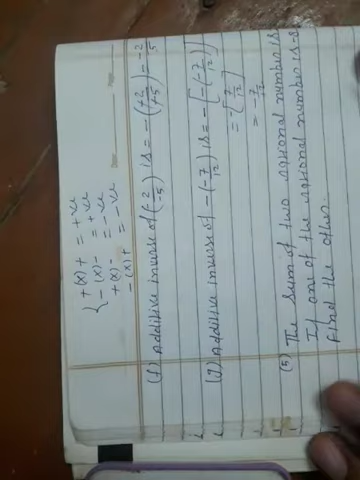 +(x)+ = +ve
-(x)- = +ve
+(x)- = -ve
-(x)+ = -ve
(1) Additive inverse of (-2/-5) is = -(+2/+5) = -2/5
(2) Additive inverse of -(-7/12) is = -[-(-7/12)]
= -[7/12]
= -7/12
(5) The sum of two rational number is
If one of the rational number is -5
Find the other.